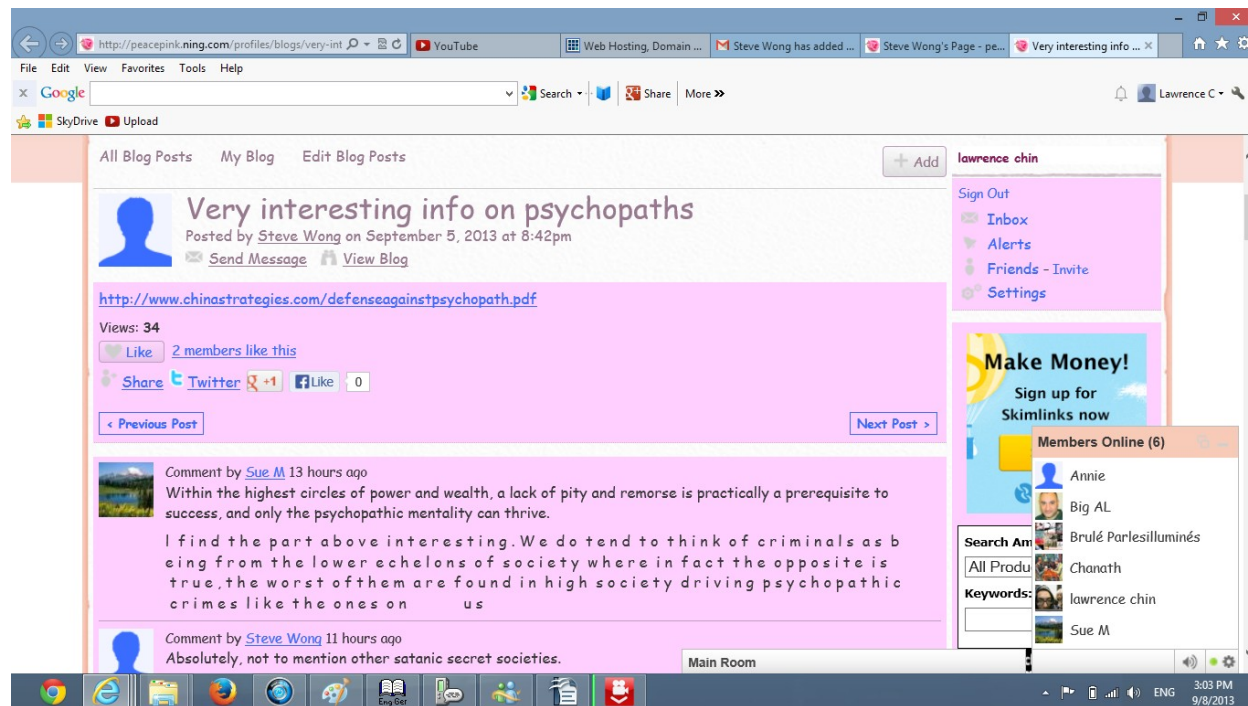 http://peacepink.ning.com/profiles/blogs/very-int
YouTube
Web Hosting, Domain ...
Steve Wong has added ...
Steve Wong's Page - pe...
Very interesting info ...
File Edit View Favorites Tools Help
x Google
Search
Share
More »
Lawrence C
SkyDrive
Upload
All Blog Posts My Blog Edit Blog Posts
+ Add
lawrence chin
Very interesting info on psychopaths
Posted by Steve Wong on September 5, 2013 at 8:42pm
Send Message View Blog
Sign Out
Inbox
Alerts
Friends - Invite
Settings
http://www.chinastrategies.com/defenseagainstpsychopath.pdf
Views: 34
Like 2 members like this
Share Twitter +1 Like 0
< Previous Post
Next Post >
Make Money!
Sign up for
Skimlinks now
Comment by Sue M 13 hours ago
Within the highest circles of power and wealth, a lack of pity and remorse is practically a prerequisite to
success, and only the psychopathic mentality can thrive.
I find the part above interesting.We do tend to think of criminals as b
eing from the lower echelons of society where in fact the opposite is
true,the worst ofthem are found in high society driving psychopathic
crimes like the ones on us
Comment by Steve Wong 11 hours ago
Absolutely, not to mention other satanic secret societies.
Search Am
All Produ
Keywords:
Members Online (6)
Annie
Big AL
Brulé Parlesilluminés
Chanath
lawrence chin
Sue M
Main Room
Eng Ger
ENG
3:03 PM
9/8/2013